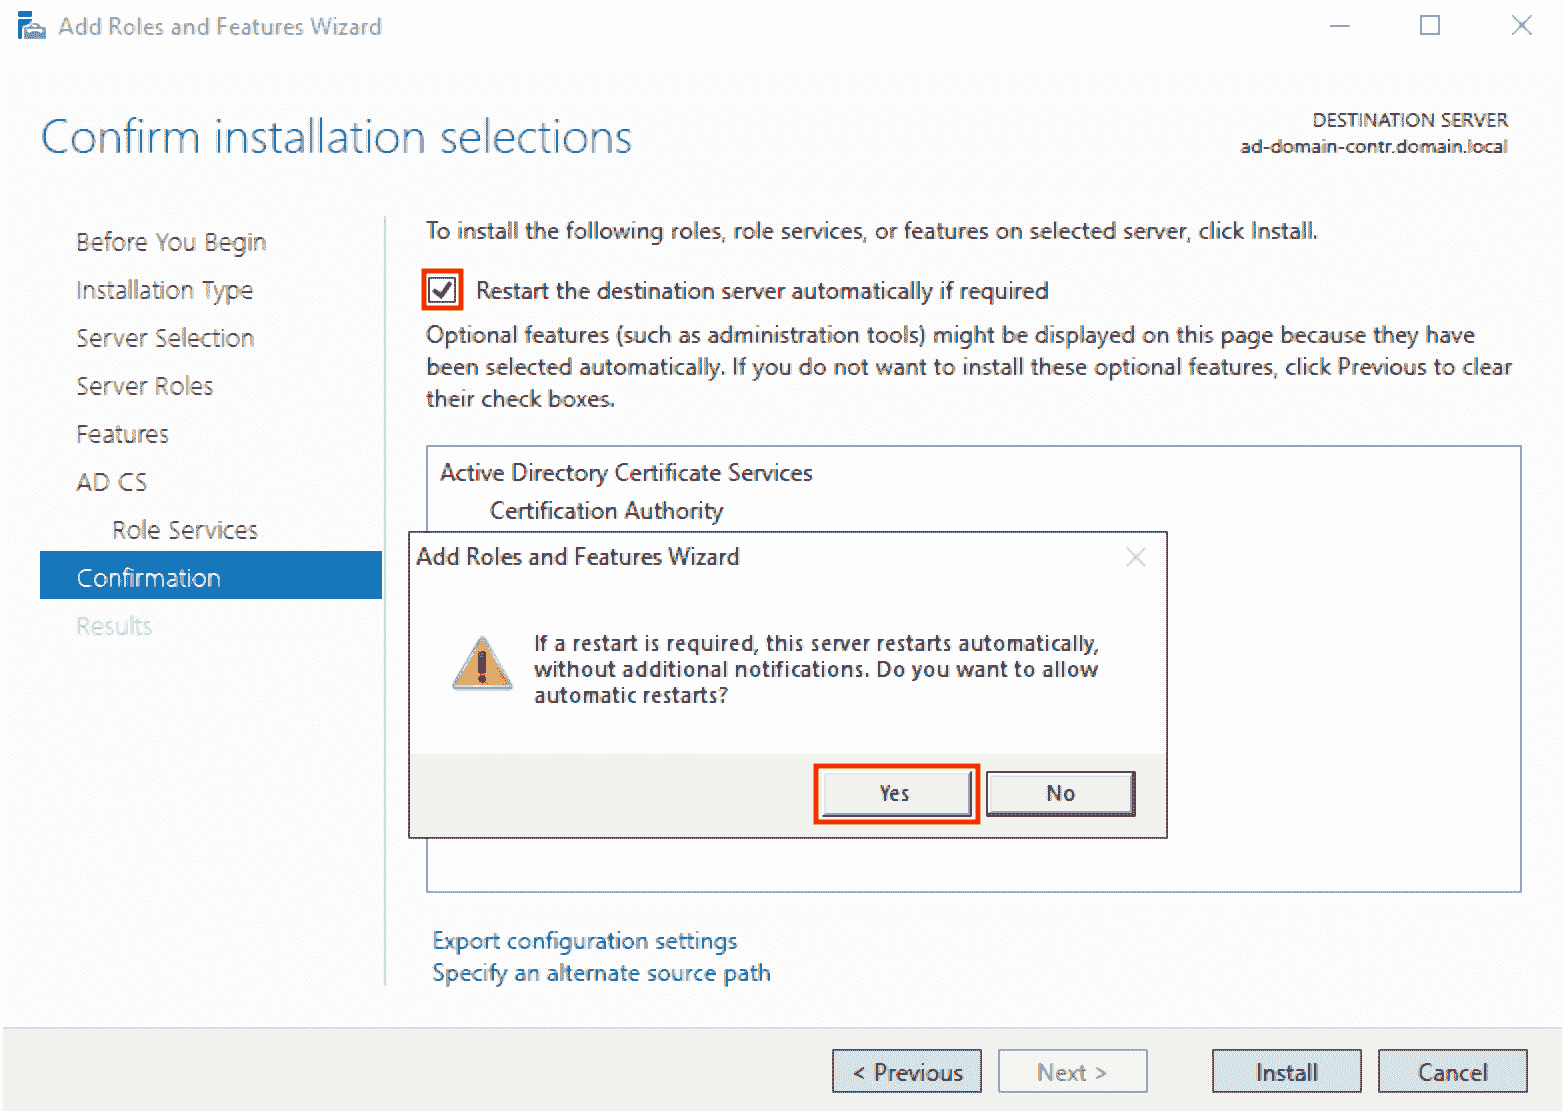 Add Roles and Features Wizard
Confirm installation selections
DESTINATION SERVER
ad-domain-contr.domain.local
Before You Begin
Installation Type
Server Selection
Server Roles
Features
AD CS
Role Services
Confirmation
Results
To install the following roles, role services, or features on selected server, click Install.
Restart the destination server automatically if required
Optional features (such as administration tools) might be displayed on this page because they have
been selected automatically. If you do not want to install these optional features, click Previous to clear
their check boxes.
Active Directory Certificate Services
Certification Authority
Add Roles and Features Wizard
If a restart is required, this server restarts automatically,
without additional notifications. Do you want to allow
automatic restarts?
Yes
No
Export configuration settings
Specify an alternate source path
< Previous
Next >
Install
Cancel